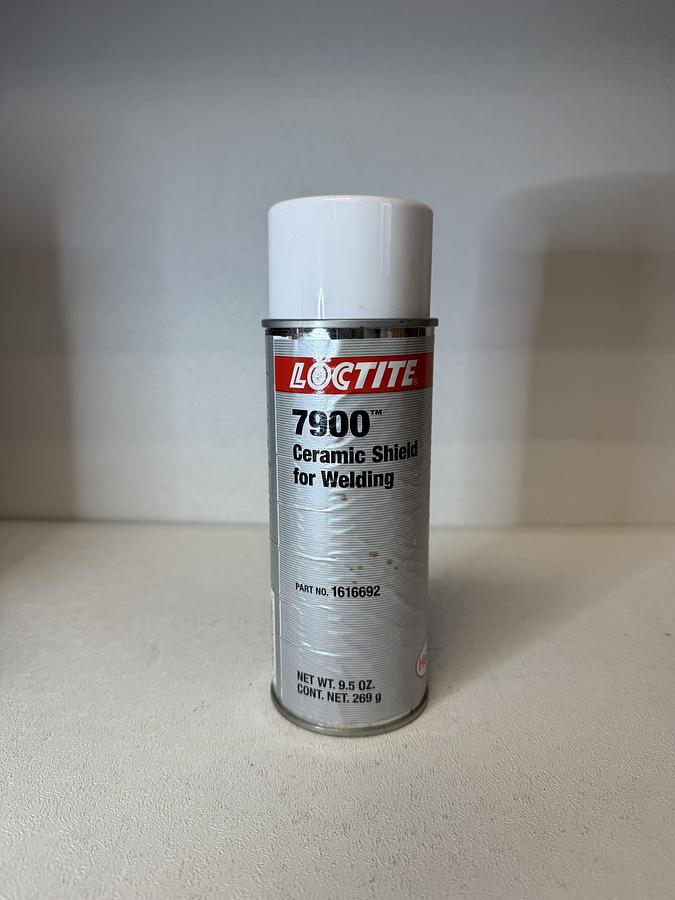 LOCTITE
7900™
Ceramic Shield
for Welding
PART NO. 1616692
NET WT. 9.5 OZ.
CONT. NET. 269 g